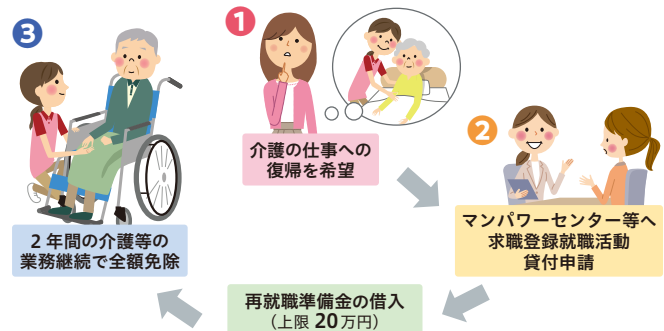 1
介護の仕事への
復帰を希望
2
マンパワーセンター等へ
求職登録就職活動
貸付申請
再就職準備金の借入
(上限20万円)
3
2年間の介護等の
業務継続で全額免除